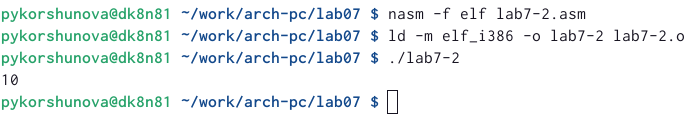 pykorshunova@dk8n81 ~/work/arch-pc/lab07 $ nasm -f elf lab7-2.asm
pykorshunova@dk8n81 ~/work/arch-pc/lab07 $ ld -m elf_i386 -o lab7-2 lab7-2.o
pykorshunova@dk8n81 ~/work/arch-pc/lab07 $ ./lab7-2
10
pykorshunova@dk8n81 ~/work/arch-pc/lab07 $